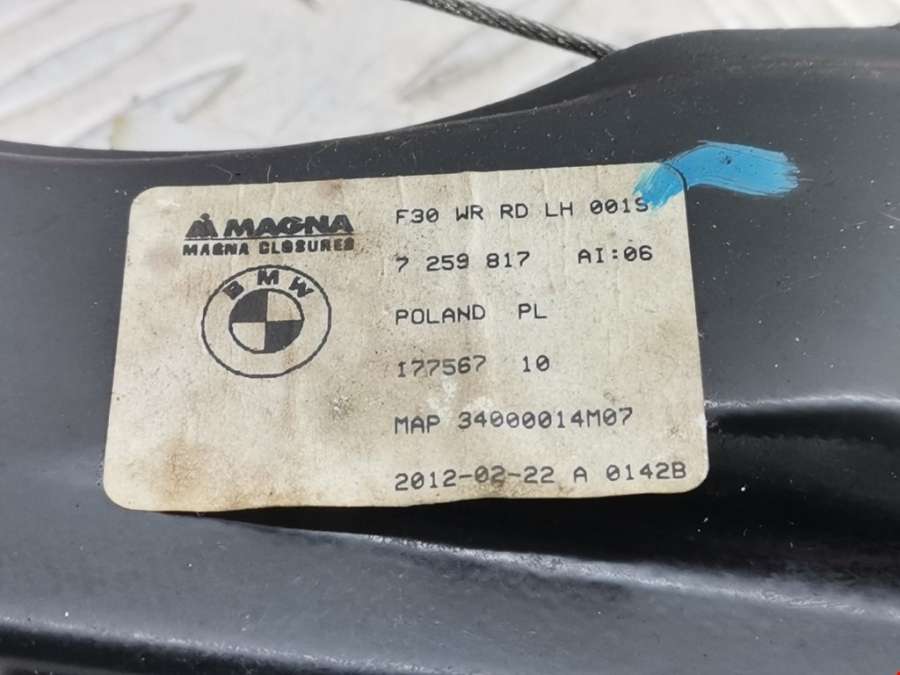 MAGNA
MAGNA CLOSURES
BMW
F30 WR RD LH 001S
7 259 817 AI:06
POLAND PL
I77567 10
MAP 34000014M07
2012-02-22 A 0142B